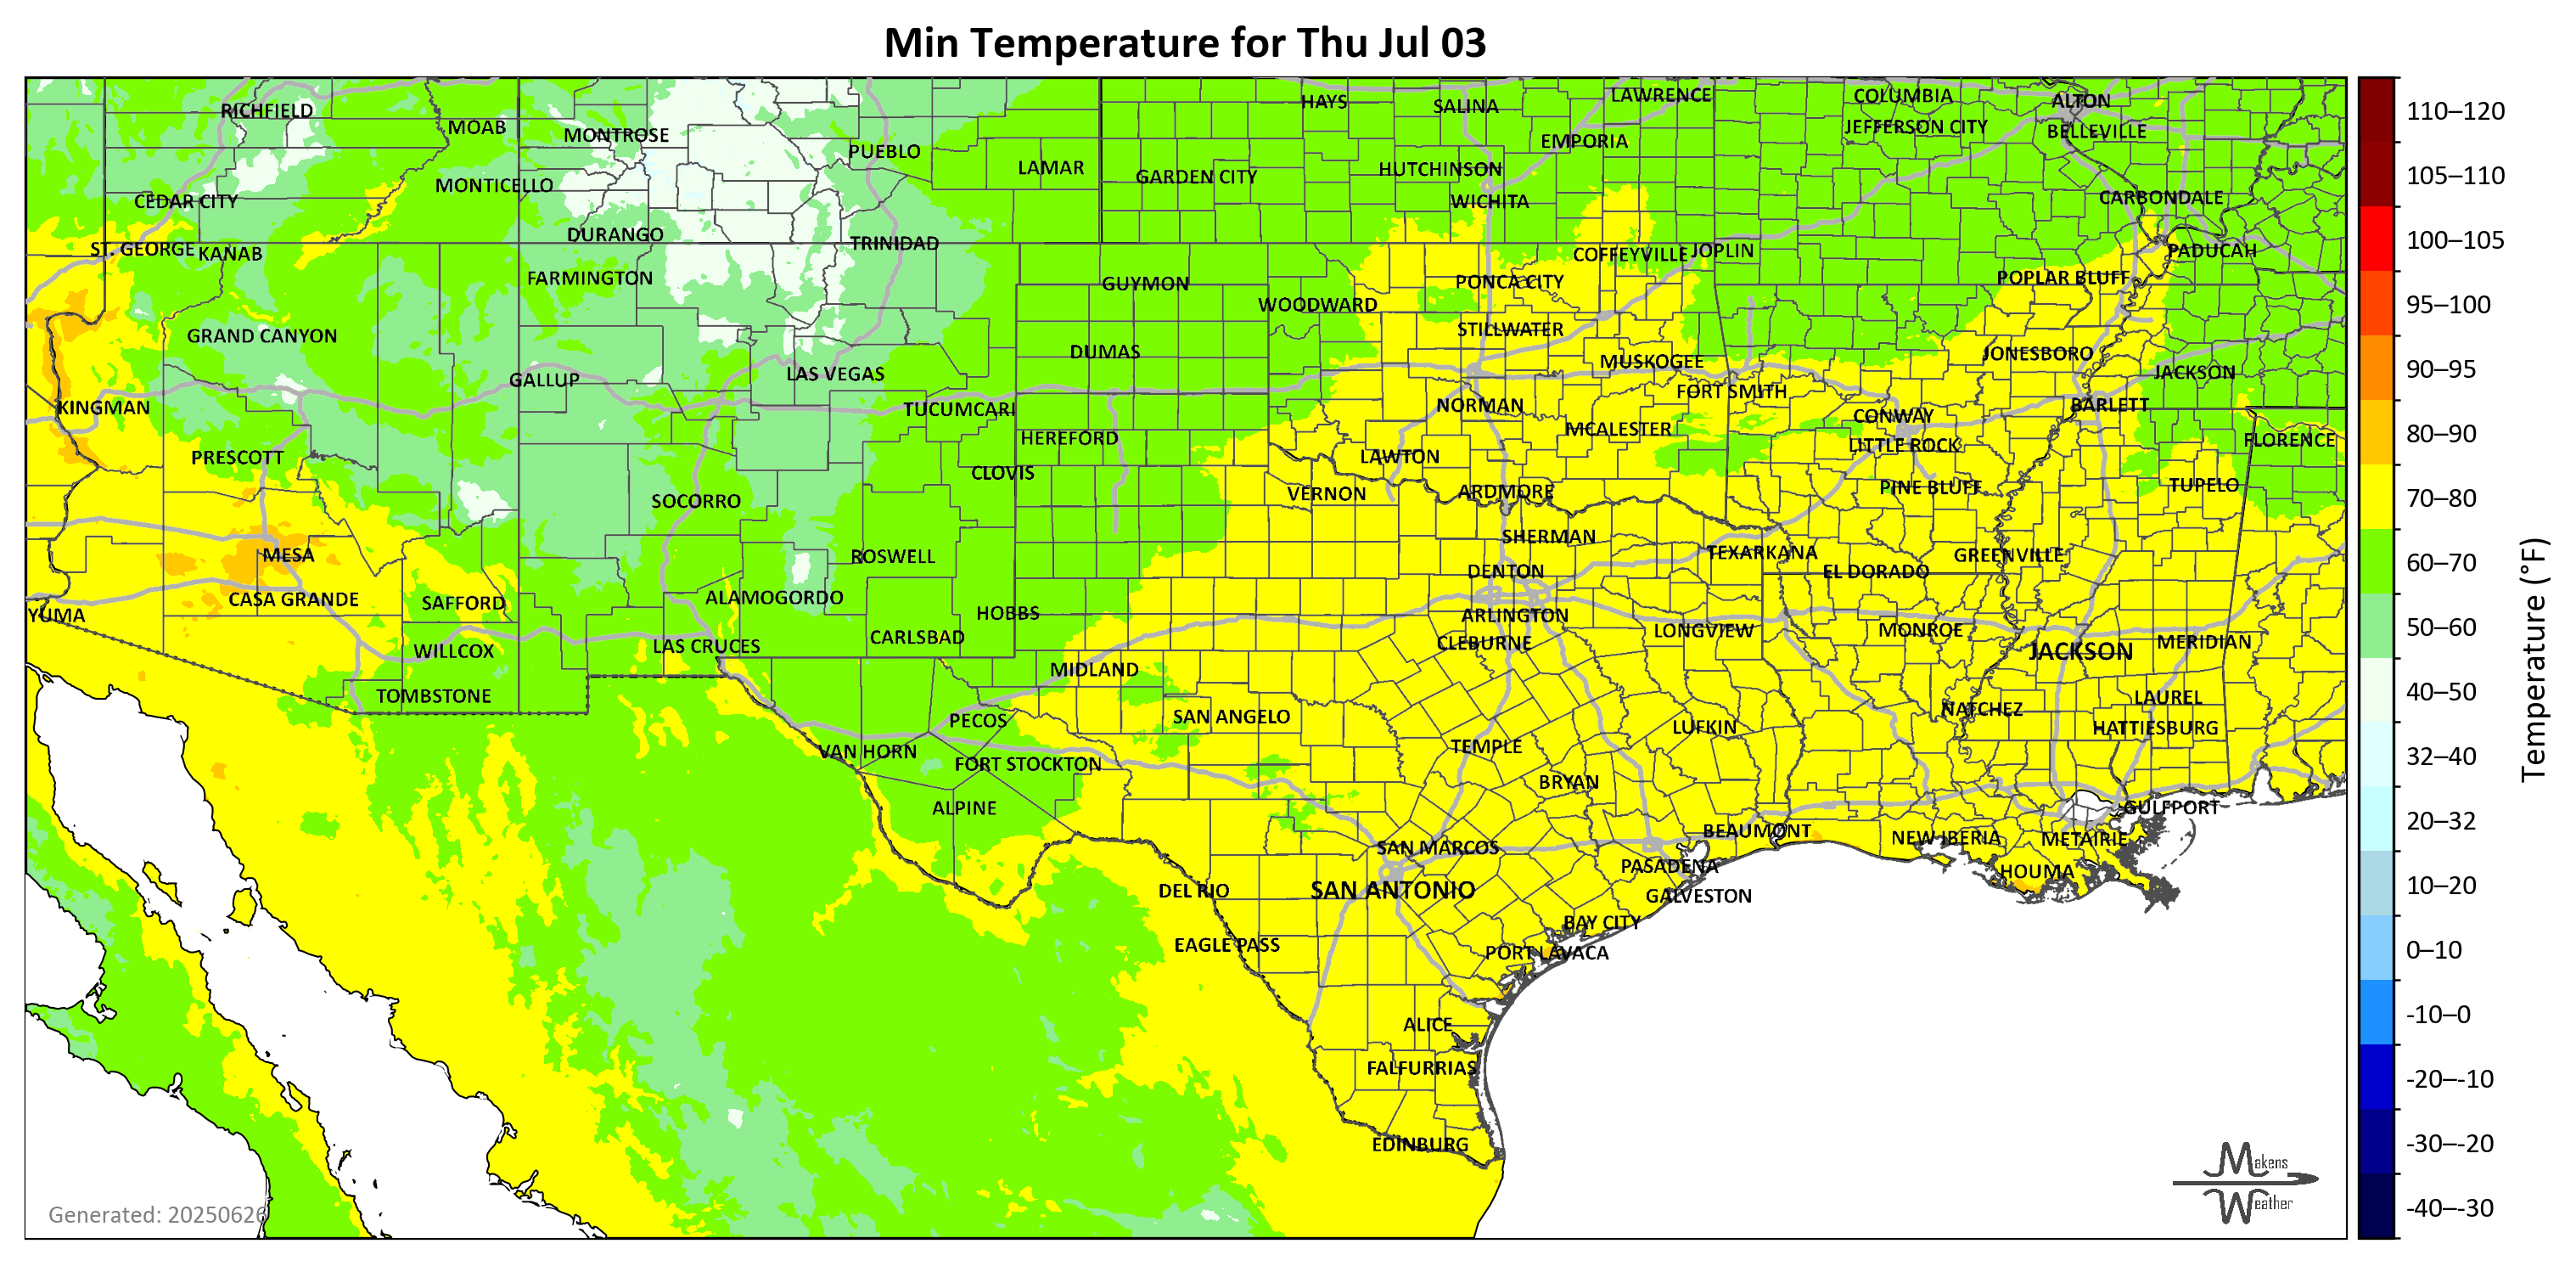 Min Temperature for Thu Jul 03
HAYS
SALINA
LAWRENCE
COLUMBIA
ALTON
RICHFIELD
MOAB
MONTROSE
PUEBLO
EMPORIA
JEFFERSON CITY
BELLEVILLE
LAMAR
GARDEN CITY
HUTCHINSON
MONTICELLO
CEDAR CITY
WICHITA
CARBONDALE
DURANGO
TRINIDAD
ST. GEORGE
KANAB
COFFEYVILLE
JOPLIN
PADUCAH
FARMINGTON
GUYMON
PONCA CITY
POPLAR BLUFF
WOODWARD
GRAND CANYON
STILLWATER
DUMAS
MUSKOGEE
JONESBORO
GALLUP
LAS VEGAS
FORT SMITH
JACKSON
KINGMAN
TUCUMCARI
NORMAN
CONWAY
BARLETT
HEREFORD
MCALESTER
LITTLE ROCK
FLORENCE
PRESCOTT
CLOVIS
LAWTON
SOCORRO
VERNON
ARDMORE
PINE BLUFF
TUPELO
SHERMAN
MESA
ROSWELL
TEXARKANA
GREENVILLE
DENTON
EL DORADO
CASA GRANDE
SAFFORD
ALAMOGORDO
HOBBS
ARLINGTON
YUMA
WILLCOX
LAS CRUCES
CARLSBAD
CLEBURNE
LONGVIEW
MONROE
JACKSON
MERIDIAN
MIDLAND
TOMBSTONE
LAUREL
PECOS
SAN ANGELO
NATCHEZ
HATTIESBURG
VAN HORN
FORT STOCKTON
TEMPLE
LUFKIN
BRYAN
ALPINE
GULFPORT
SAN MARCOS
BEAUMONT
NEW IBERIA
METAIRIE
PASADENA
HOUMA
DEL RIO
SAN ANTONIO
GALVESTON
BAY CITY
EAGLE PASS
PORT LAVACA
ALICE
FALFURRIAS
EDINBURG
Generated: 20250626
Makens
Weather
110–120
105–110
100–105
95–100
90–95
80–90
70–80
60–70
50–60
40–50
32–40
20–32
10–20
0–10
-10–0
-20–-10
-30–-20
-40–-30
Temperature (°F)